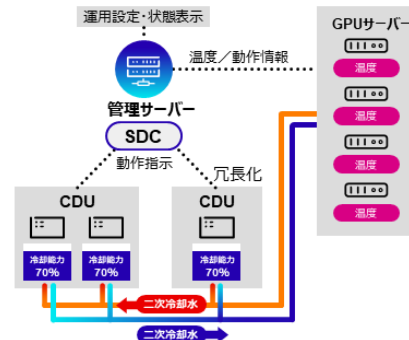 運用設定・状態表示
GPUサーバー
温度／動作情報
温度
管理サーバー
温度
SDC
動作指示
温度
冗長化
CDU
CDU
温度
冷却能力
70%
冷却能力
70%
冷却能力
70%
二次冷却水
二次冷却水